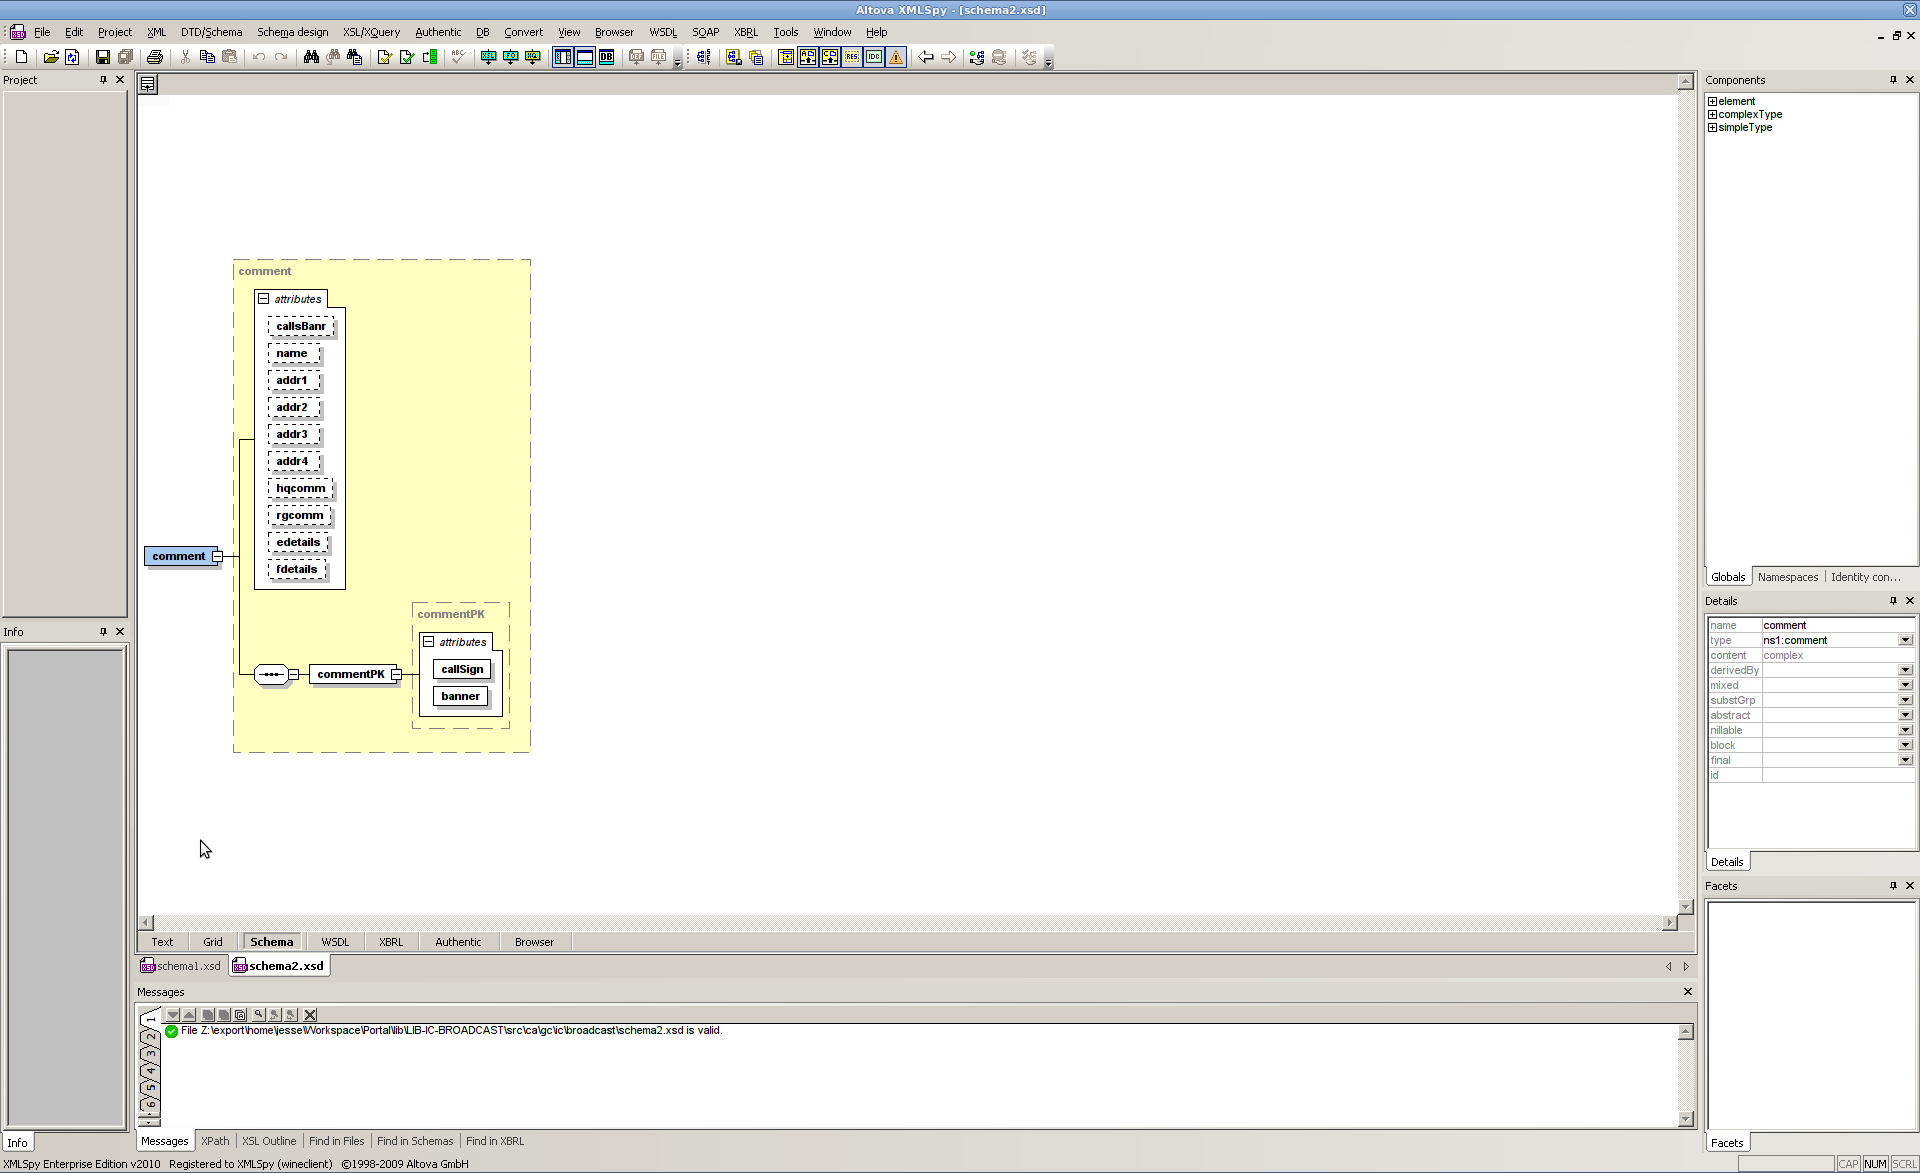 Altova XMLSpy - [schema2.xsd]
File Edit Project XML DTD/Schema Schema design XSL/XQuery Authentic DB Convert View Browser WSDL SOAP XBRL Tools Window Help
Project
Info
Info
comment
attributes
callsBanr
name
addr1
addr2
addr3
addr4
hqcomm
rgcomm
edetails
fdetails
comment
commentPK
attributes
commentPK
callSign
banner
Text Grid Schema WSDL XBRL Authentic Browser
schema1.xsd schema2.xsd
Messages
1
2
3
4
5
6
File Z:\export\home\jesse\Workspace\Portal\lib\LIB-IC-BROADCAST\src\ca\gc\ic\broadcast\schema2.xsd is valid.
Messages XPath XSL Outline Find in Files Find in Schemas Find in XBRL
Components
element
complexType
simpleType
Globals Namespaces Identity con...
Details
name comment
type ns1:comment
content complex
derivedBy
mixed
substGrp
abstract
nillable
block
final
id
Details
Facets
Facets
XMLSpy Enterprise Edition v2010 Registered to XMLSpy (wineclient) ©1998-2009 Altova GmbH
CAP NUM SCRL